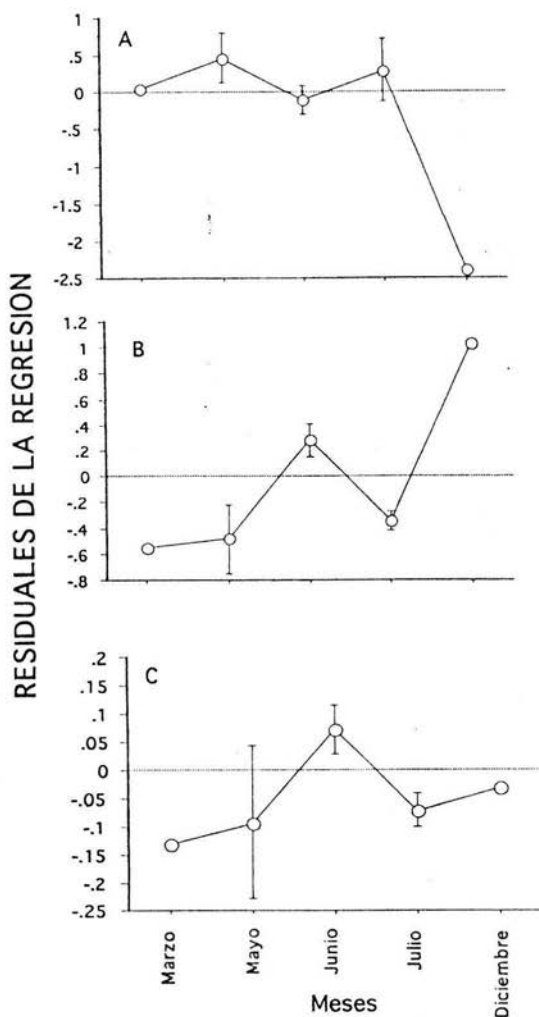 RESIDUALES DE LA REGRESION
A
1
.5
0
-.5
-1
-1.5
-2
-2.5
B
1.2
1
.8
.6
.4
.2
0
-.2
-.4
-.6
-.8
C
.2
.15
.1
.05
0
-.05
-.1
-.15
-.2
-.25
Marzo
Mayo
Junio
Julio
Diciembre
Meses